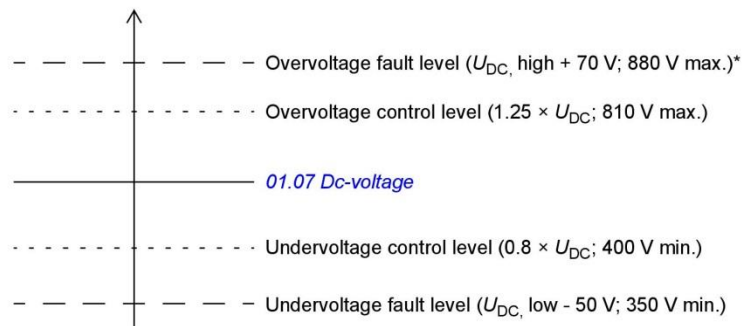 Overvoltage fault level (UDC, high + 70 V; 880 V max.)*
Overvoltage control level (1.25 × UDC; 810 V max.)
01.07 Dc-voltage
Undervoltage control level (0.8 × UDC; 400 V min.)
Undervoltage fault level (UDC, low - 50 V; 350 V min.)